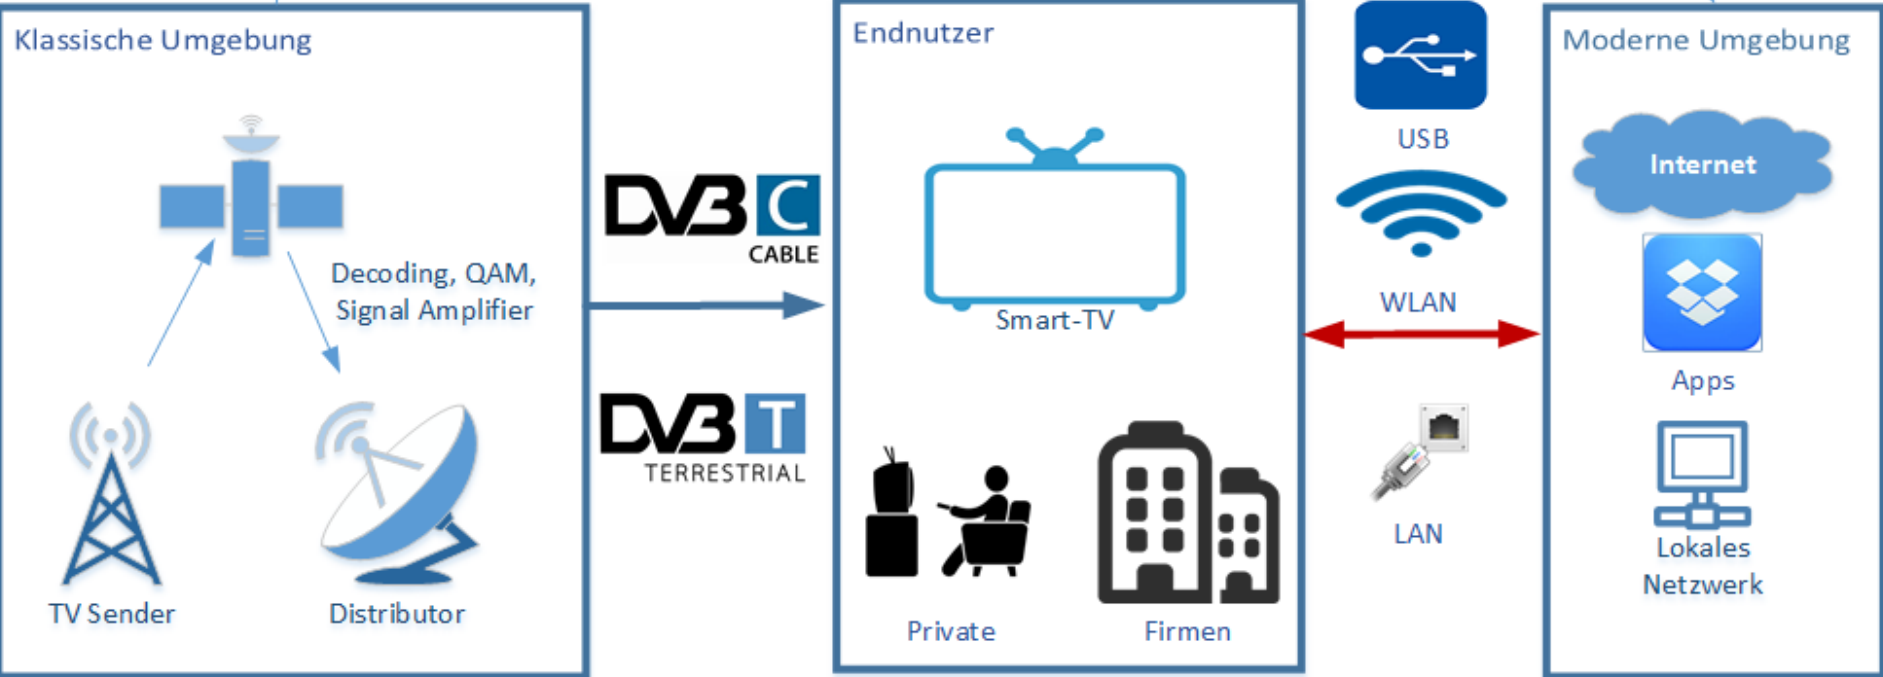 Klassische Umgebung
Decoding, QAM,
Signal Amplifier
TV Sender
Distributor
DVB C
CABLE
DVB T
TERRESTRIAL
Endnutzer
Smart-TV
Private
Firmen
USB
WLAN
LAN
Moderne Umgebung
Internet
Apps
Lokales
Netzwerk